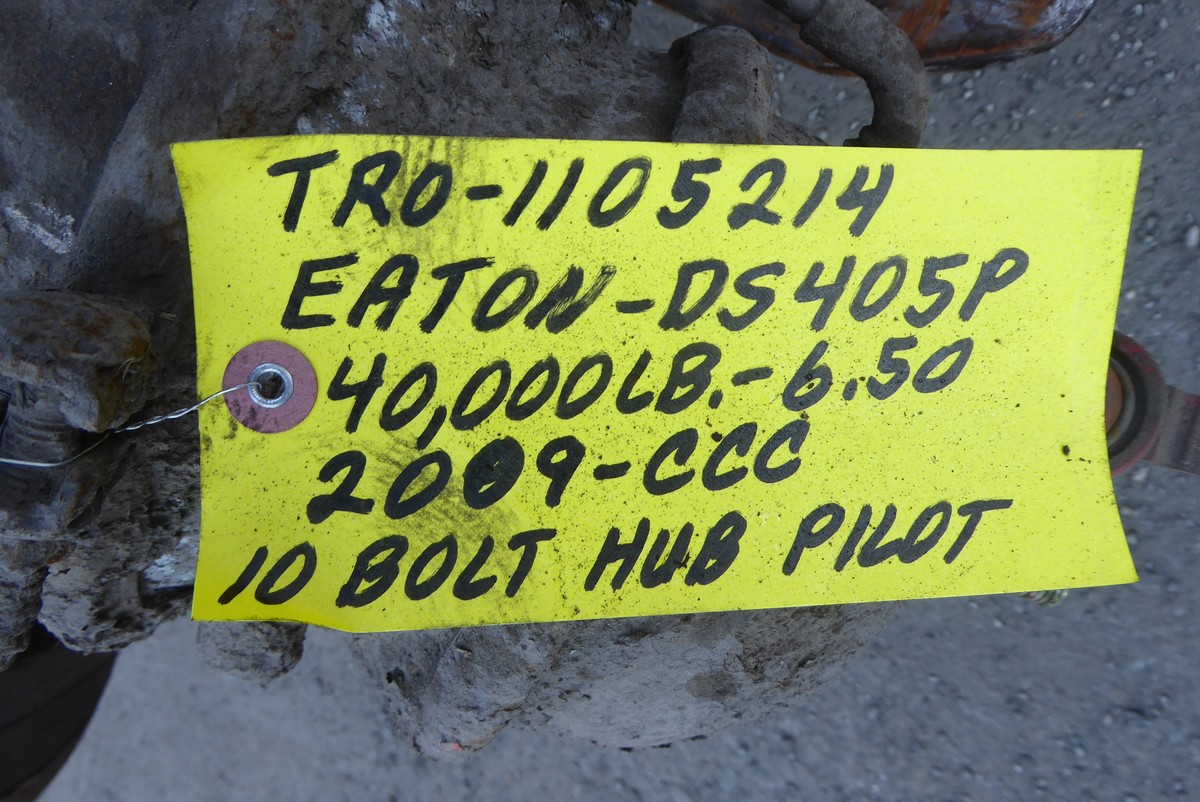 TRO-1105214
EATON-DS405P
40,000LB.-6.50
2009-CCC
10 BOLT HUB PILOT